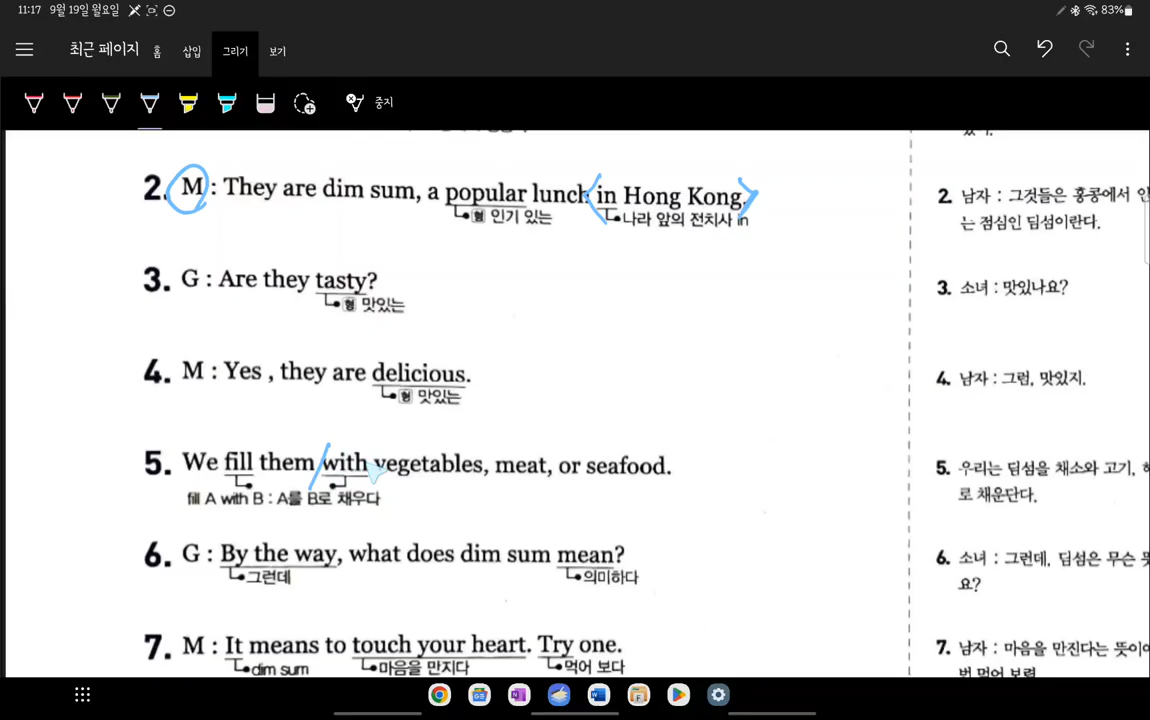 11:17 9월 19일 월요일 83%
최근 페이지 홈 삽입 그리기 보기
중지
있지.
2. M : They are dim sum, a popular lunch in Hong Kong.
형 인기 있는 나라 앞의 전치사 in
2. 남자 : 그것들은 홍콩에서 인
는 점심인 딤섬이란다.
3. G : Are they tasty?
형 맛있는
3. 소녀 : 맛있나요?
4. M : Yes , they are delicious.
형 맛있는
4. 남자 : 그럼, 맛있지.
5. We fill them with vegetables, meat, or seafood.
fill A with B : A를 B로 채우다
5. 우리는 딤섬을 채소와 고기,
로 채운단다.
6. G : By the way, what does dim sum mean?
그런데 의미하다
6. 소녀 : 그런데, 딤섬은 무슨
요?
7. M : It means to touch your heart. Try one.
dim sum 마음을 만지다 먹어 보다
7. 남자 : 마음을 만진다는 뜻이
번 먹어 보렴